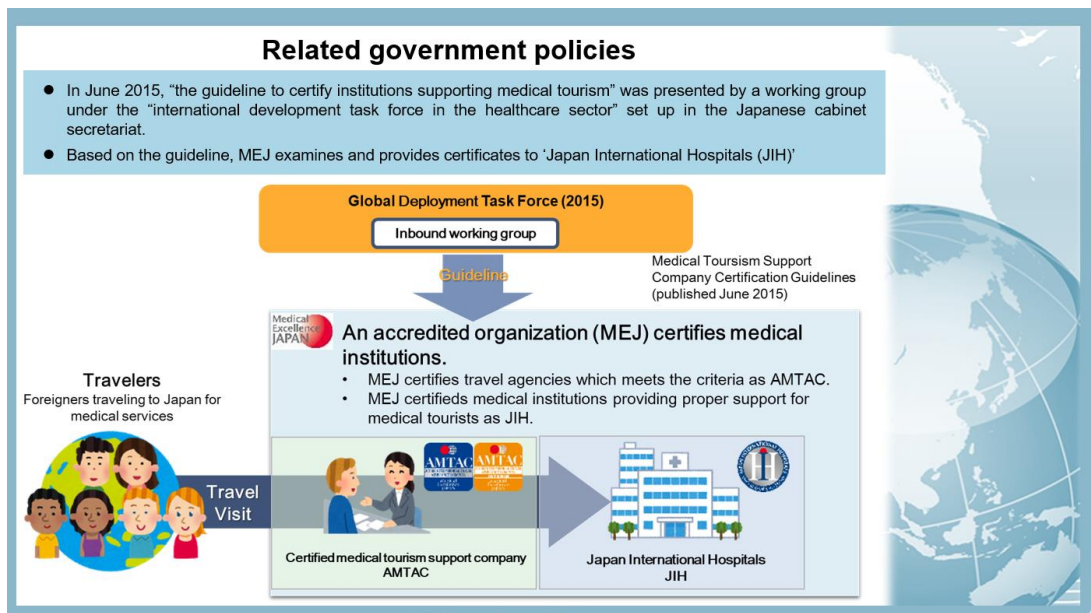 Related government policies
● In June 2015, “the guideline to certify institutions supporting medical tourism” was presented by a working group
under the “international development task force in the healthcare sector” set up in the Japanese cabinet
secretariat.
● Based on the guideline, MEJ examines and provides certificates to ‘Japan International Hospitals (JIH)’
Global Deployment Task Force (2015)
Inbound working group
Guideline
Medical Toursism Support
Company Certification Guidelines
(published June 2015)
Medical
Excellence
JAPAN
An accredited organization (MEJ) certifies medical
institutions.
• MEJ certifies travel agencies which meets the criteria as AMTAC.
• MEJ certifieds medical institutions providing proper support for
medical tourists as JIH.
Travelers
Foreigners traveling to Japan for
medical services
Travel
Visit
AMTAC
AMTAC
Certified medical tourism support company
AMTAC
Japan International Hospitals
JIH